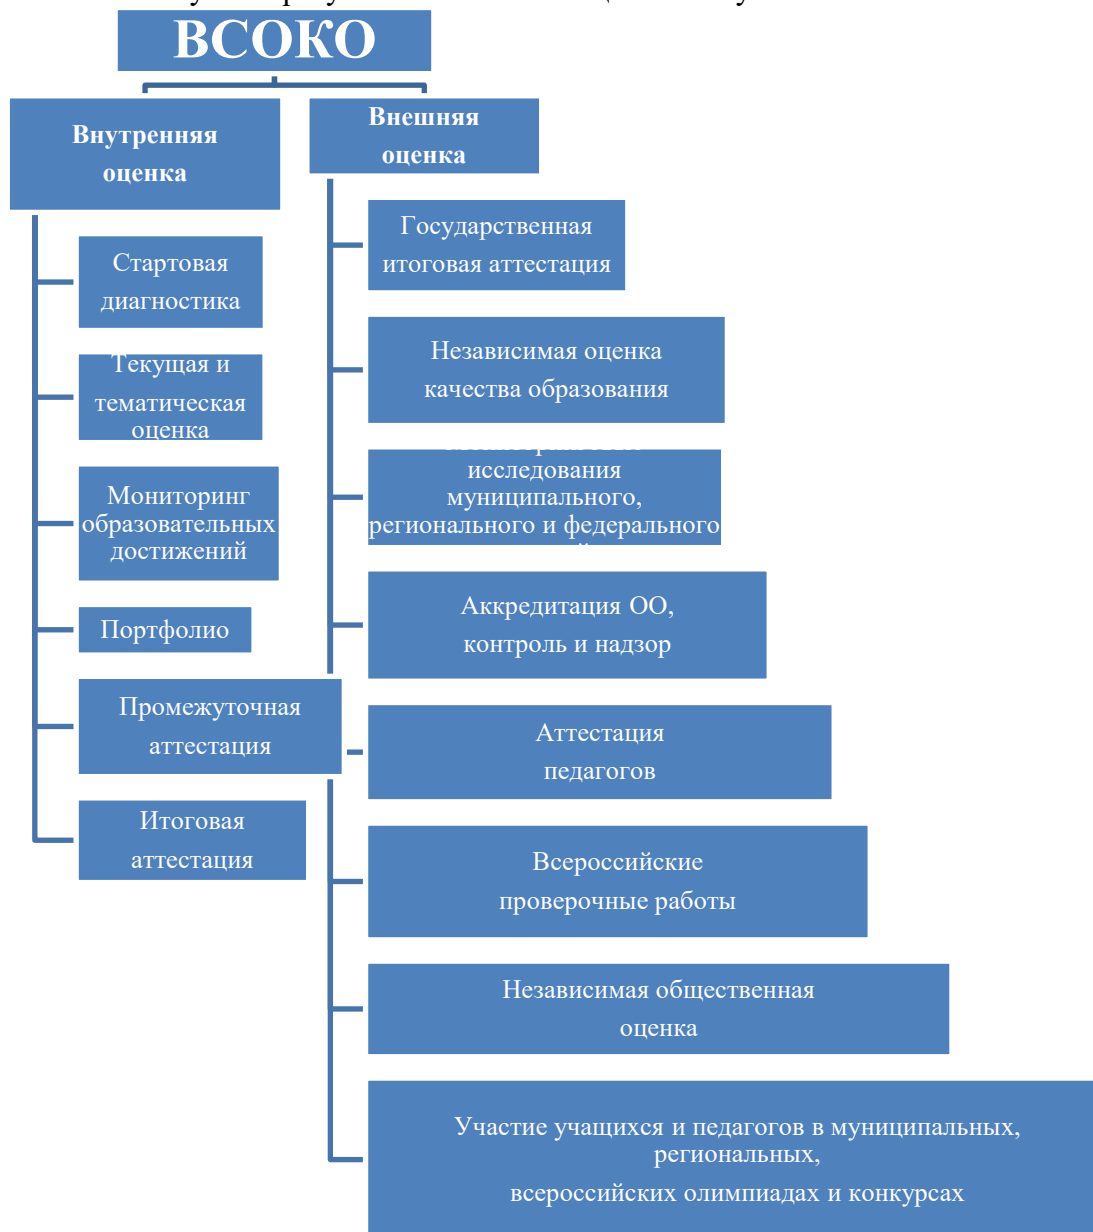 ВСОКО
Внутренняя
оценка
Стартовая
диагностика
Текущая и
тематическая
оценка
Мониторинг
образовательных
достижений
Портфолио
Промежуточная
аттестация
Итоговая
аттестация
Внешняя
оценка
Государственная
итоговая аттестация
Независимая оценка
качества образования
исследования
муниципального,
регионального и федерального
Аккредитация ОО,
контроль и надзор
Аттестация
педагогов
Всероссийские
проверочные работы
Независимая общественная
оценка
Участие учащихся и педагогов в муниципальных,
региональных,
всероссийских олимпиадах и конкурсах